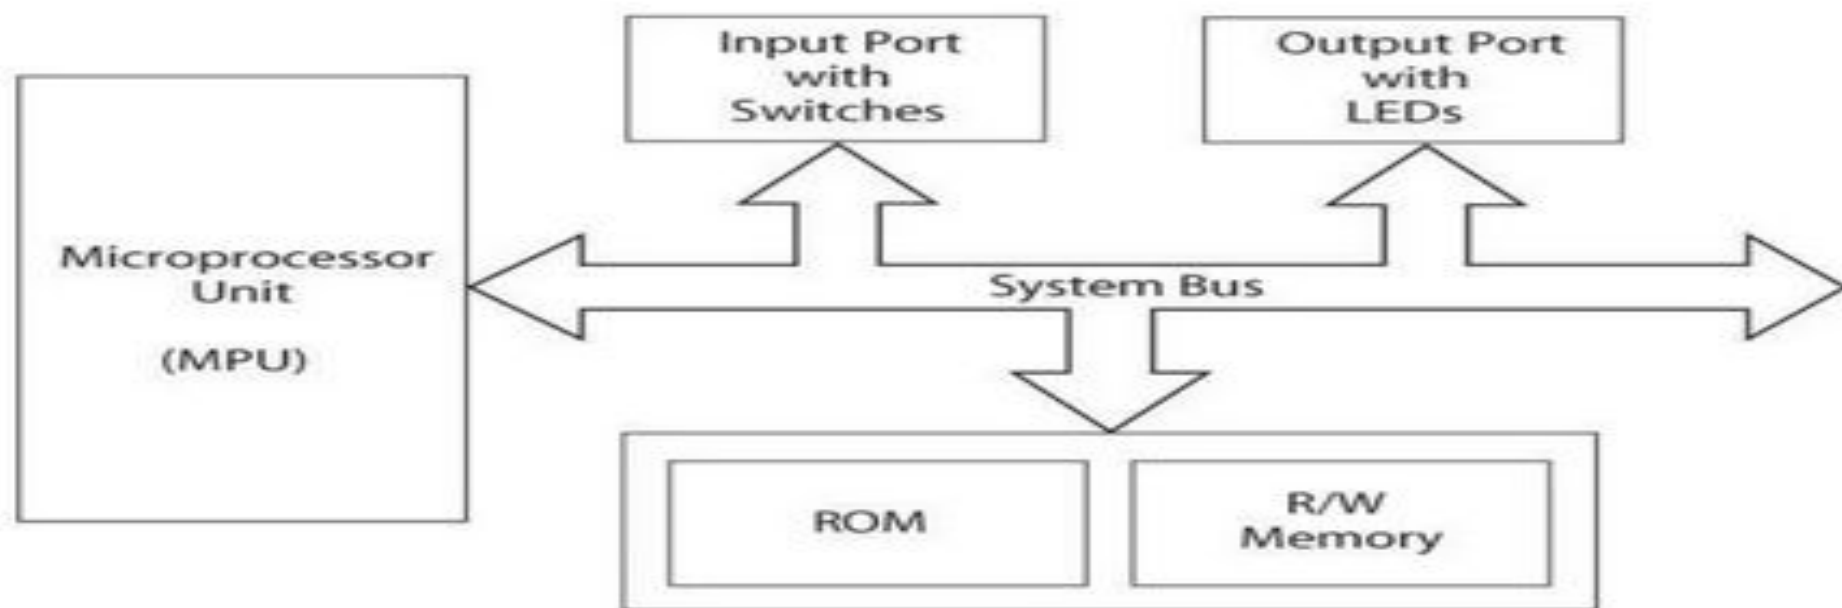 Input Port
with
Switches
Output Port
with
LEDs
Microprocessor
Unit
(MPU)
System Bus
ROM
R/W
Memory